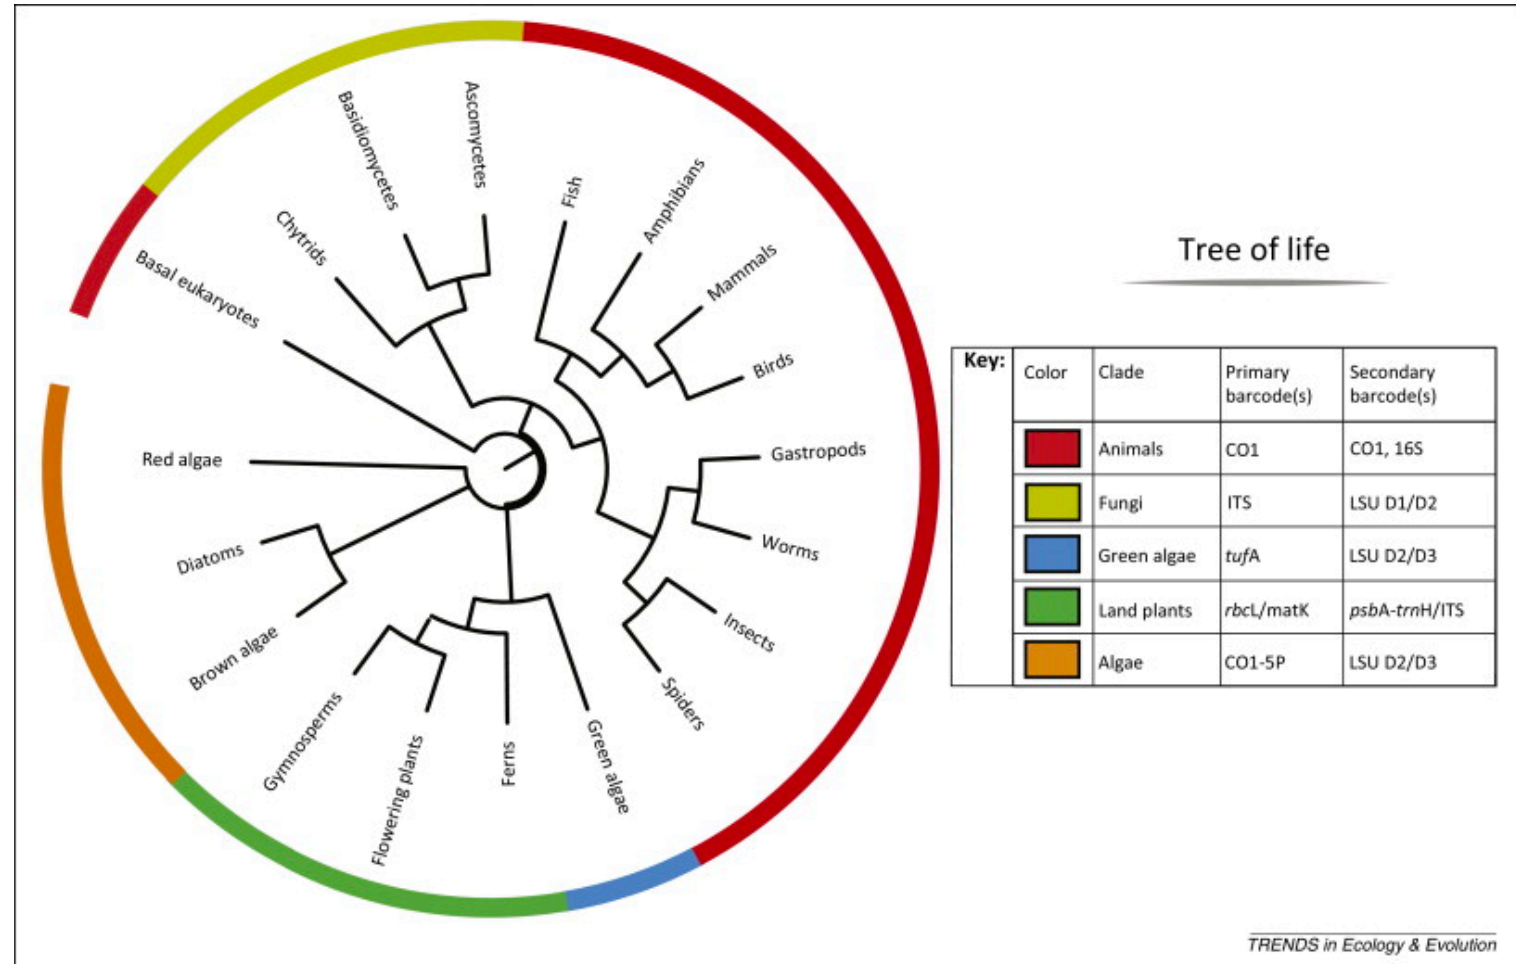 Ascomycetes
Basidiomycetes
Chytrids
Basal eukaryotes
Red algae
Diatoms
Brown algae
Gymnosperms
Flowering plants
Ferns
Green algae
Spiders
Insects
Worms
Gastropods
Birds
Mammals
Amphibians
Fish
Tree of life
Key:
Color Clade Primary barcode(s) Secondary barcode(s)
Animals CO1 CO1, 16S
Fungi ITS LSU D1/D2
Green algae tufA LSU D2/D3
Land plants rbcL/matK psbA-trnH/ITS
Algae CO1-5P LSU D2/D3
TRENDS in Ecology & Evolution